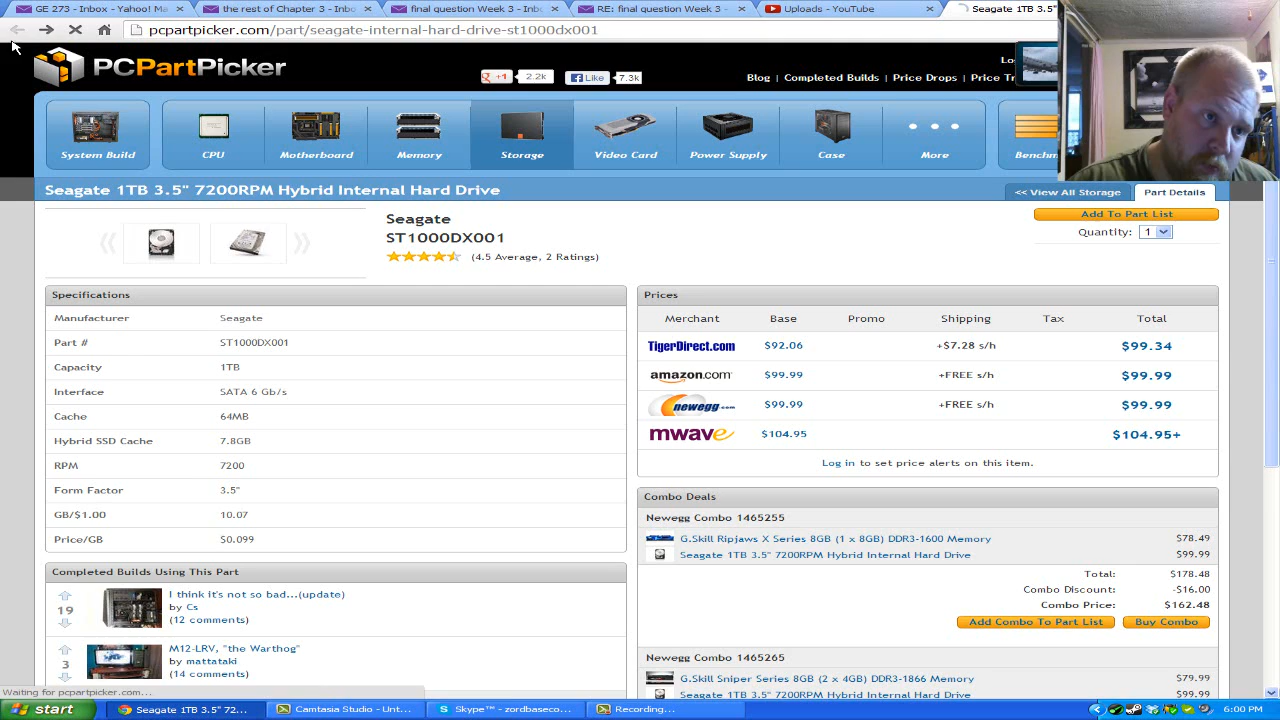 GE 273 - Inbox - Yahoo! Ma
the rest of Chapter 3 - Inbo
final question Week 3 - Inb
RE: final question Week 3 -
Uploads - YouTube
Seagate 1TB 3.5" 7
pcpartpicker.com/part/seagate-internal-hard-drive-st1000dx001
PCPartPicker
+1 2.2k
Like 7.3k
Lo
Blog Completed Builds Price Drops Price Tr
System Build CPU Motherboard Memory Storage Video Card Power Supply Case More Benchm
Seagate 1TB 3.5" 7200RPM Hybrid Internal Hard Drive
<< View All Storage Part Details
Seagate
ST1000DX001
(4.5 Average, 2 Ratings)
Add To Part List
Quantity: 1
Specifications
Manufacturer Seagate
Part # ST1000DX001
Capacity 1TB
Interface SATA 6 Gb/s
Cache 64MB
Hybrid SSD Cache 7.8GB
RPM 7200
Form Factor 3.5"
GB/$1.00 10.07
Price/GB $0.099
Prices
Merchant Base Promo Shipping Tax Total
TigerDirect.com $92.06 +$7.28 s/h $99.34
amazon.com $99.99 +FREE s/h $99.99
newegg.com $99.99 +FREE s/h $99.99
mwave $104.95 $104.95+
Log in to set price alerts on this item.
Combo Deals
Newegg Combo 1465255
G.Skill Ripjaws X Series 8GB (1 x 8GB) DDR3-1600 Memory $78.49
Seagate 1TB 3.5" 7200RPM Hybrid Internal Hard Drive $99.99
Total: $178.48
Combo Discount: -$16.00
Combo Price: $162.48
Add Combo To Part List Buy Combo
Newegg Combo 1465265
G.Skill Sniper Series 8GB (2 x 4GB) DDR3-1866 Memory $79.99
Seagate 1TB 3.5" 7200RPM Hybrid Internal Hard Drive $99.99
Completed Builds Using This Part
19
I think it's not so bad...(update)
by Cs
(12 comments)
3
M12-LRV, "the Warthog"
by mattataki
(14 comments)
Waiting for pcpartpicker.com...
start
Seagate 1TB 3.5" 72...
Camtasia Studio - Unt...
Skype™ - zordbaseco...
Recording...
6:00 PM